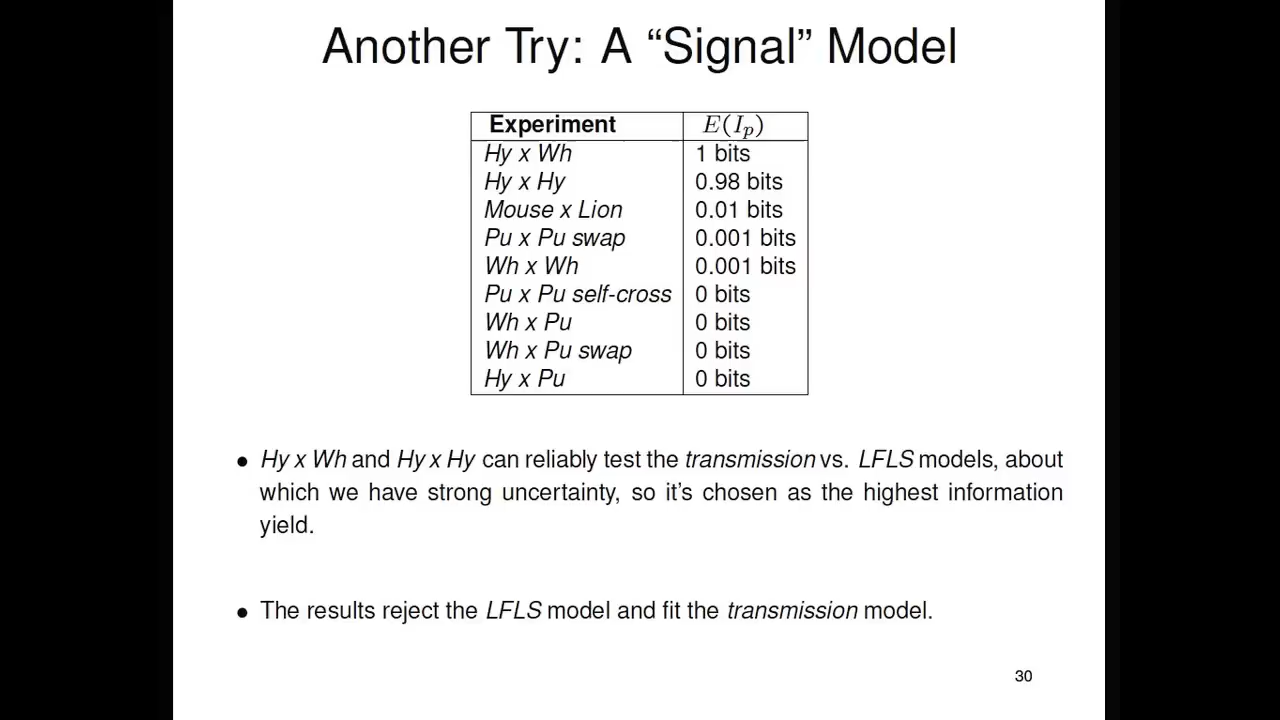 Another Try: A “Signal” Model
Experiment E(I_p)
Hy x Wh 1 bits
Hy x Hy 0.98 bits
Mouse x Lion 0.01 bits
Pu x Pu swap 0.001 bits
Wh x Wh 0.001 bits
Pu x Pu self-cross 0 bits
Wh x Pu 0 bits
Wh x Pu swap 0 bits
Hy x Pu 0 bits
• Hy x Wh and Hy x Hy can reliably test the transmission vs. LFLS models, about
which we have strong uncertainty, so it’s chosen as the highest information
yield.
• The results reject the LFLS model and fit the transmission model.
30